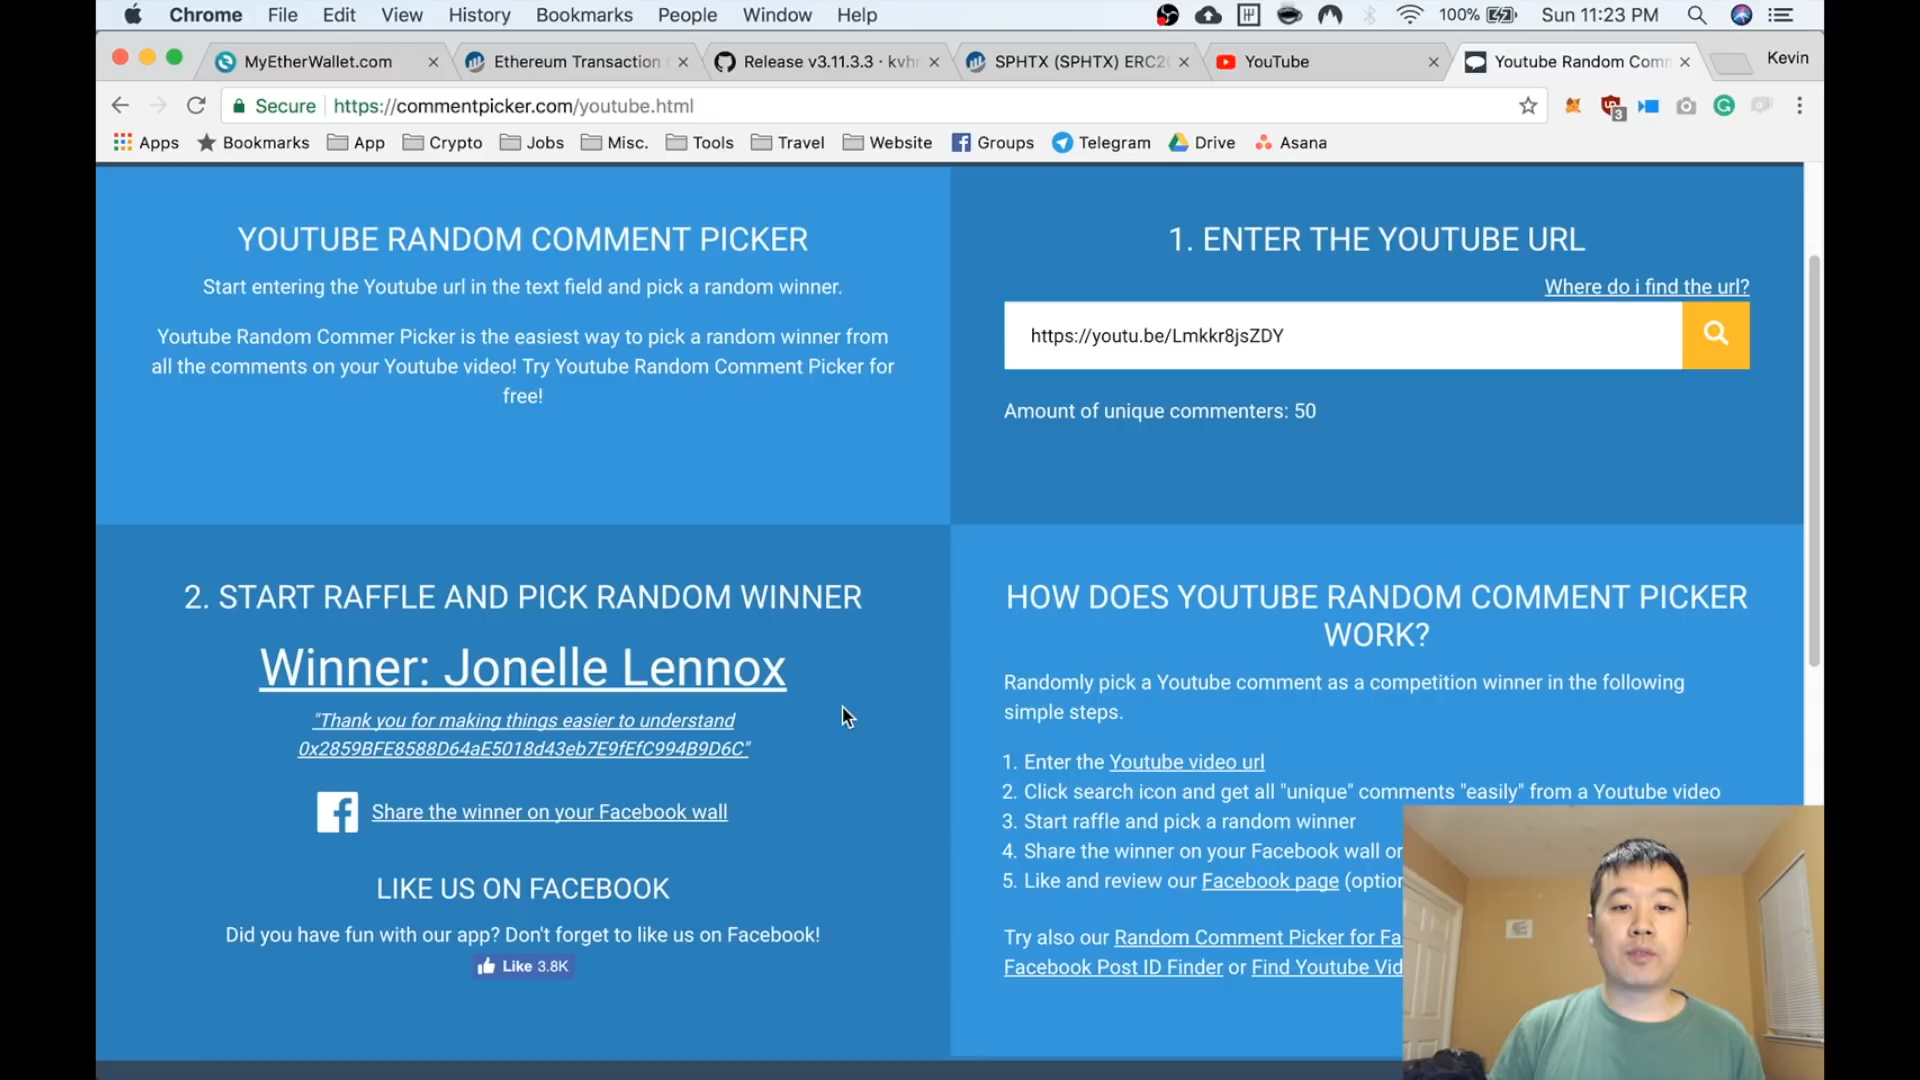 Chrome File Edit View History Bookmarks People Window Help 100% Sun 11:23 PM
MyEtherWallet.com Ethereum Transaction Release v3.11.3.3 · kvh SPHTX (SPHTX) ERC2 YouTube Youtube Random Com Kevin
Secure https://commentpicker.com/youtube.html 3
Apps Bookmarks App Crypto Jobs Misc. Tools Travel Website Groups Telegram Drive Asana
YOUTUBE RANDOM COMMENT PICKER
Start entering the Youtube url in the text field and pick a random winner.
Youtube Random Commer Picker is the easiest way to pick a random winner from
all the comments on your Youtube video! Try Youtube Random Comment Picker for
free!
1. ENTER THE YOUTUBE URL
Where do i find the url?
https://youtu.be/Lmkkr8jsZDY
Amount of unique commenters: 50
2. START RAFFLE AND PICK RANDOM WINNER
Winner: Jonelle Lennox
"Thank you for making things easier to understand
0x2859BFE8588D64aE5018d43eb7E9fEfC994B9D6C"
Share the winner on your Facebook wall
LIKE US ON FACEBOOK
Did you have fun with our app? Don't forget to like us on Facebook!
Like 3.8K
HOW DOES YOUTUBE RANDOM COMMENT PICKER
WORK?
Randomly pick a Youtube comment as a competition winner in the following
simple steps.
1. Enter the Youtube video url
2. Click search icon and get all "unique" comments "easily" from a Youtube video
3. Start raffle and pick a random winner
4. Share the winner on your Facebook wall or
5. Like and review our Facebook page (option
Try also our Random Comment Picker for Fa
Facebook Post ID Finder or Find Youtube Vid